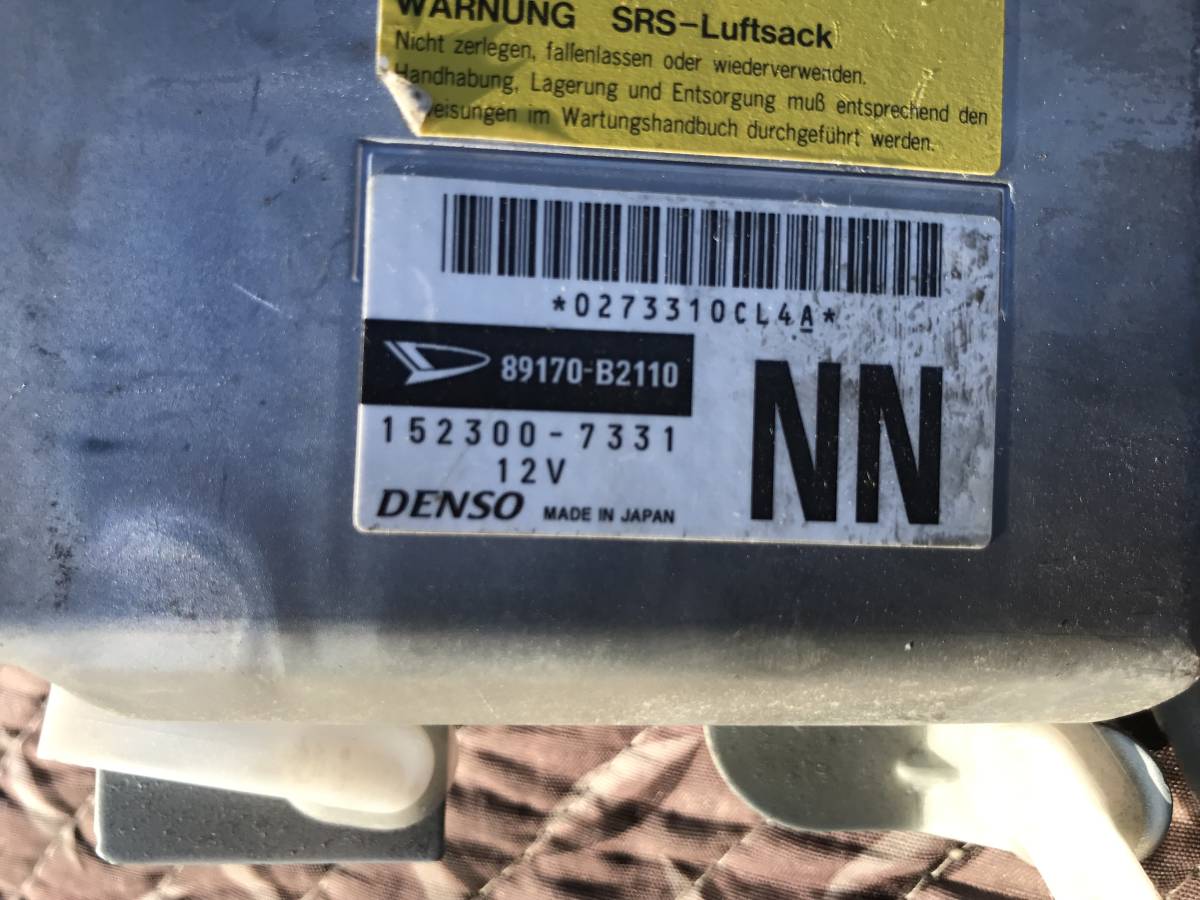 WARNUNG SRS-Luftsack
Nicht zerlegen, fallenlassen oder wiederverwenden.
Handhabung, Lagerung und Entsorgung muß entsprechend den
eisungen im Wartungshandbuch durchgeführt werden.
*0273310CL4A*
89170-B2110
NN
152300-7331
12V
DENSO MADE IN JAPAN